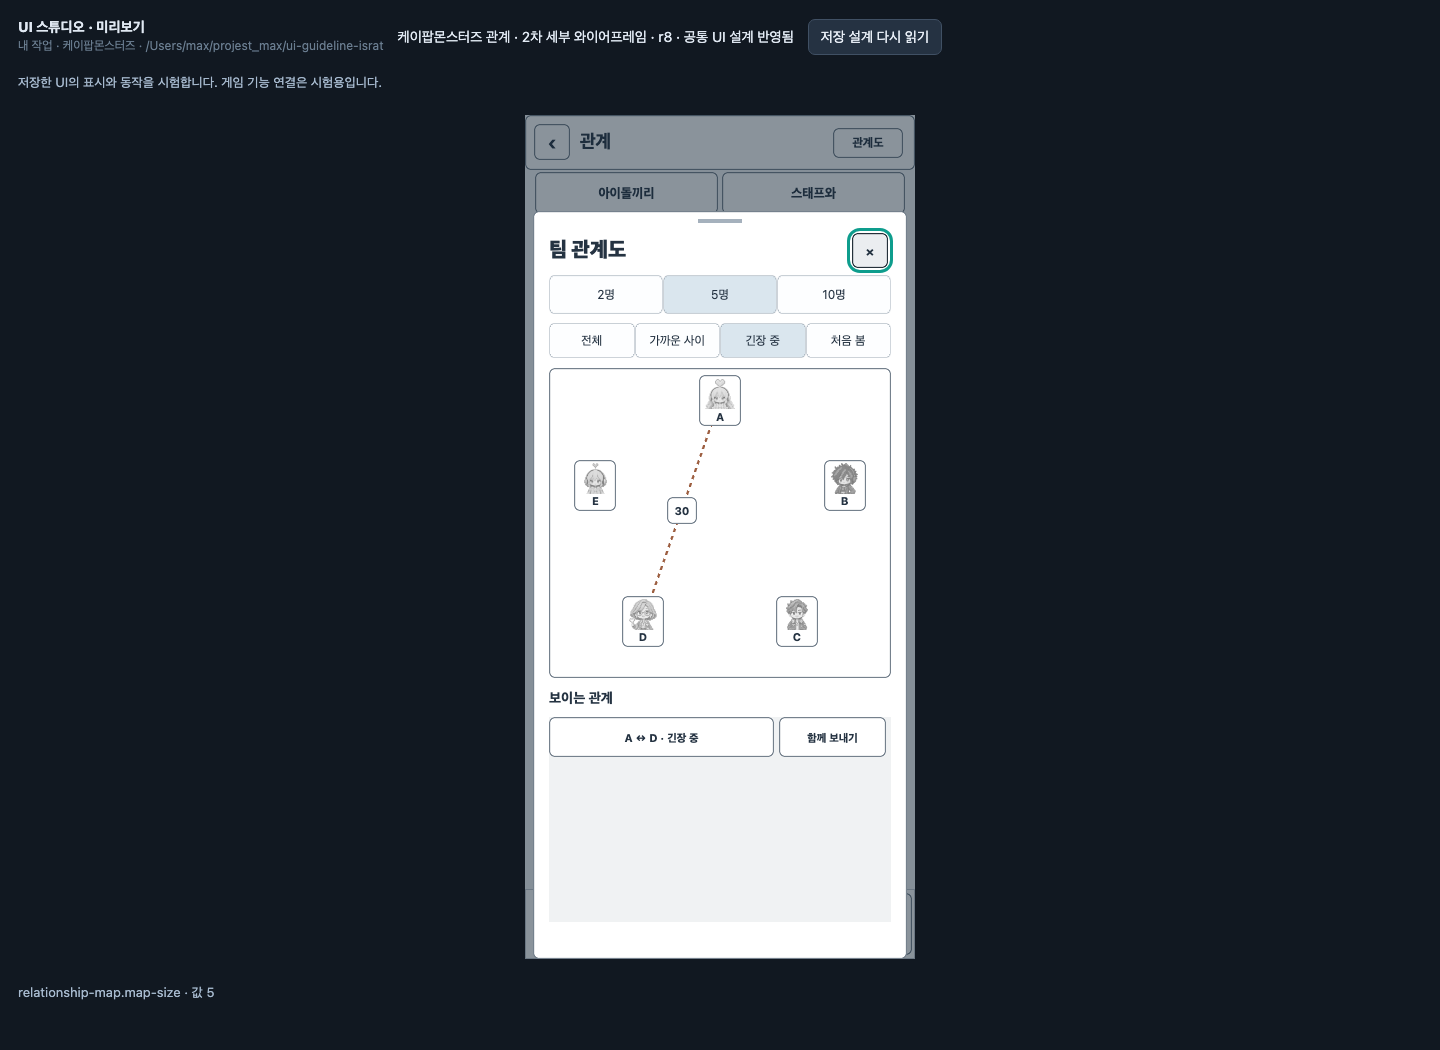 UI 스튜디오 · 미리보기
내 작업 · 케이팝몬스터즈 · /Users/max/projest_max/ui-guideline-israt
케이팝몬스터즈 관계 · 2차 세부 와이어프레임 · r8 · 공통 UI 설계 반영됨
저장 설계 다시 읽기
저장한 UI의 표시와 동작을 시험합니다. 게임 기능 연결은 시험용입니다.
‹ 관계
관계도
아이돌끼리
스태프와
팀 관계도
×
2명
5명
10명
전체
가까운 사이
긴장 중
처음 봄
A
E
B
30
D
C
보이는 관계
A ↔ D · 긴장 중
함께 보내기
relationship-map.map-size · 값 5